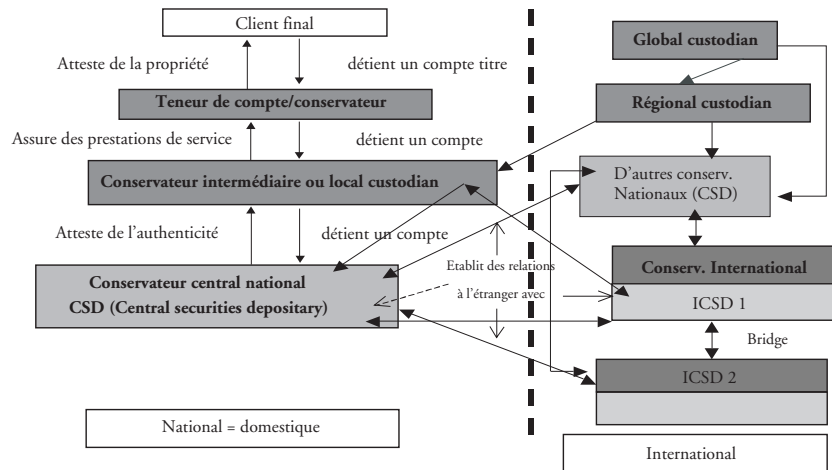 Client final
Atteste de la propriété
détient un compte titre
Teneur de compte/conservateur
Assure des prestations de service
détient un compte
Conservateur intermédiaire ou local custodian
Atteste de l'authenticité
détient un compte
Conservateur central national
CSD (Central securities depositary)
Etablit des relations
à l'étranger avec
National = domestique
Global custodian
Régional custodian
D'autres conserv.
Nationaux (CSD)
Conserv. International
ICSD 1
Bridge
ICSD 2
International